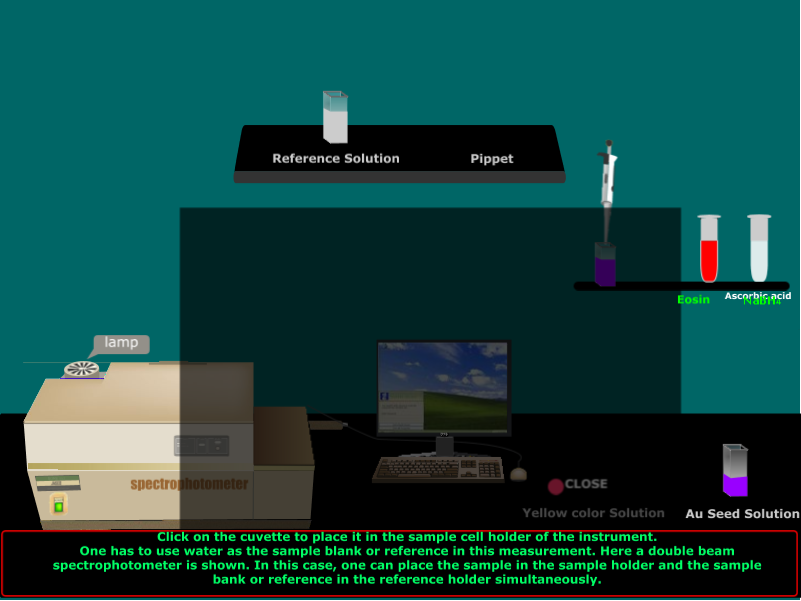 Reference Solution
Pippet
Eosin
Ascorbic acid
lamp
spectrophotometer
CLOSE
Yellow color Solution
Au Seed Solution
Click on the cuvette to place it in the sample cell holder of the instrument.
One has to use water as the sample blank or reference in this measurement. Here a double beam
spectrophotometer is shown. In this case, one can place the sample in the sample holder and the sample
bank or reference in the reference holder simultaneously.